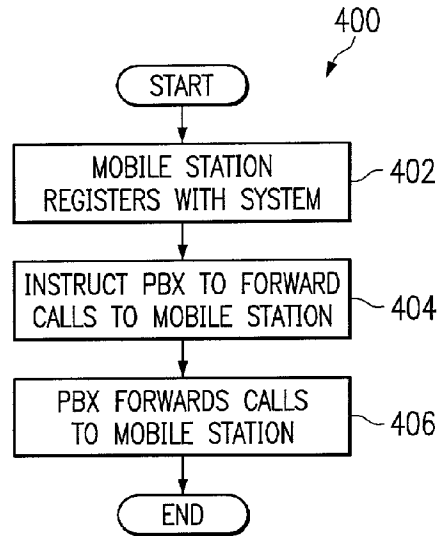 400
START
MOBILE STATION
REGISTERS WITH SYSTEM
402
INSTRUCT PBX TO FORWARD
CALLS TO MOBILE STATION
404
PBX FORWARDS CALLS
TO MOBILE STATION
406
END